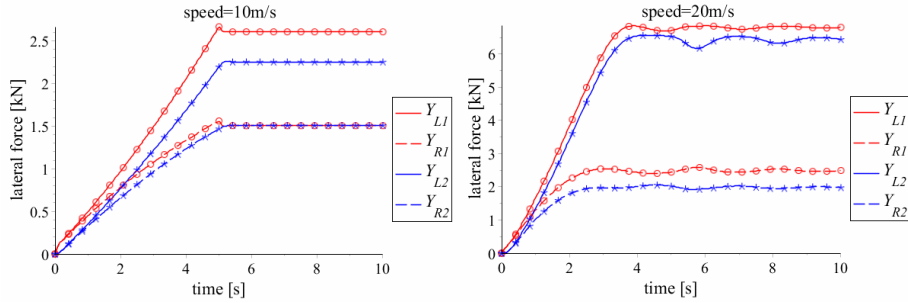 speed=10m/s
lateral force [kN]
2.5
2
1.5
1
0.5
0
0
2
4
6
8
10
time [s]
Y_L1
Y_R1
Y_L2
Y_R2
speed=20m/s
lateral force [kN]
6
5
4
3
2
1
0
0
2
4
6
8
10
time [s]
Y_L1
Y_R1
Y_L2
Y_R2